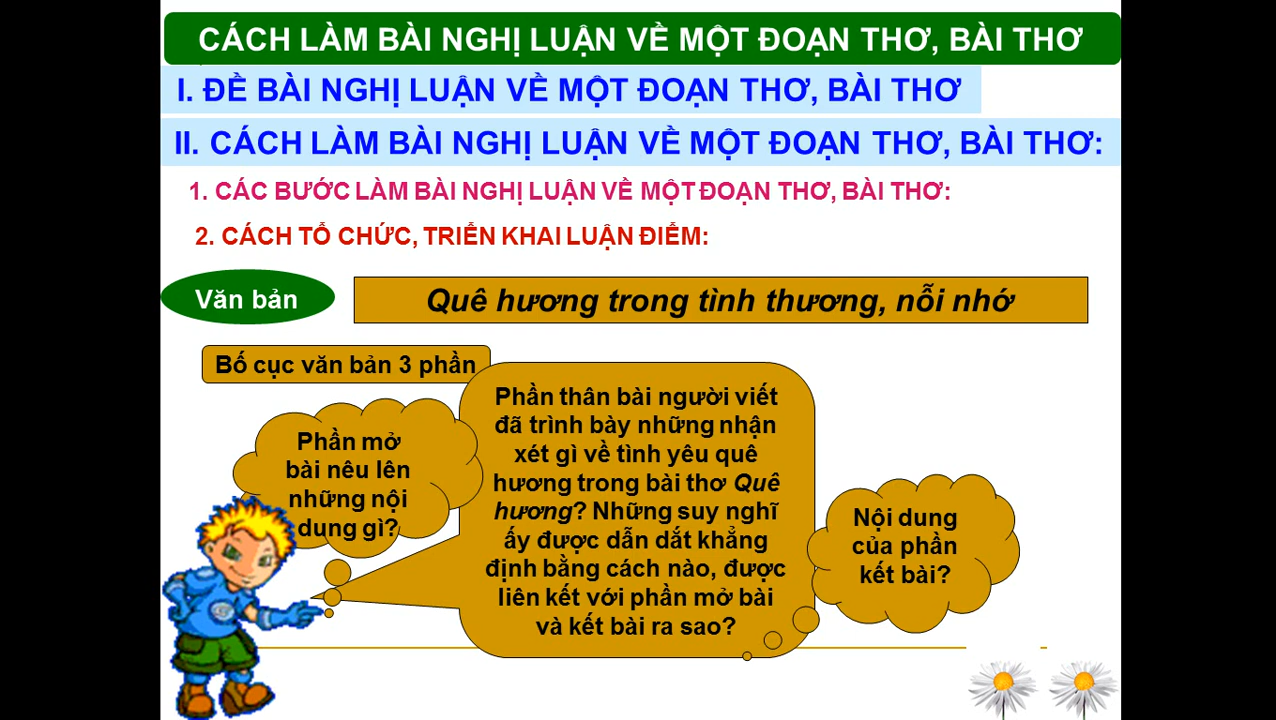 CÁCH LÀM BÀI NGHỊ LUẬN VỀ MỘT ĐOẠN THƠ, BÀI THƠ
I. ĐỀ BÀI NGHỊ LUẬN VỀ MỘT ĐOẠN THƠ, BÀI THƠ
II. CÁCH LÀM BÀI NGHỊ LUẬN VỀ MỘT ĐOẠN THƠ, BÀI THƠ:
1. CÁC BƯỚC LÀM BÀI NGHỊ LUẬN VỀ MỘT ĐOẠN THƠ, BÀI THƠ:
2. CÁCH TỔ CHỨC, TRIỂN KHAI LUẬN ĐIỂM:
Văn bản
Quê hương trong tình thương, nỗi nhớ
Bố cục văn bản 3 phần
Phần mở
bài nêu lên
những nội
dung gì?
Phần thân bài người viết
đã trình bày những nhận
xét gì về tình yêu quê
hương trong bài thơ Quê
hương? Những suy nghĩ
ấy được dẫn dắt khẳng
định bằng cách nào, được
liên kết với phần mở bài
và kết bài ra sao?
Nội dung
của phần
kết bài?